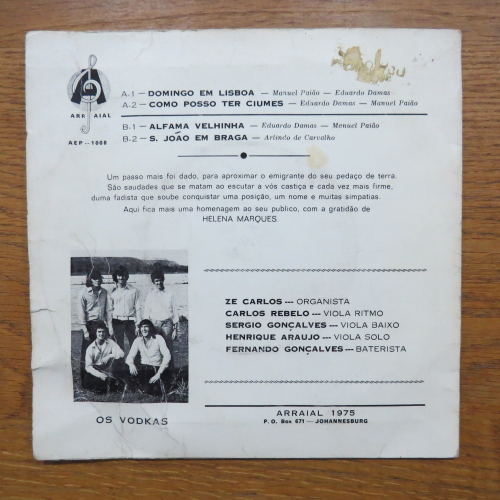 ARR AIAL
AEP -- 1008
A-1 — DOMINGO EM LISBOA — Manuel Paião — Eduardo Damas
A-2 — COMO POSSO TER CIUMES — Eduardo Damas — Manuel Paião
B-1 — ALFAMA VELHINHA — Eduardo Damas — Menuel Paião
B-2 — S. JOÃO EM BRAGA — Arlindo de Carvalho
Um passo mais foi dado, para aproximar o emigrante do seu pedaço de terra.
São saudades que se matam ao escutar a vós castiça e cada vez mais firme,
duma fadista que soube conquistar uma posição, um nome e muitas simpatias.
Aqui fica mais uma homenagem ao seu publico, com a gratidão de
HELENA MARQUES.
ZE CARLOS --- ORGANISTA
CARLOS REBELO --- VIOLA RITMO
SERGIO GONÇALVES --- VIOLA BAIXO
HENRIQUE ARAUJO --- VIOLA SOLO
FERNANDO GONÇALVES --- BATERISTA
OS VODKAS
ARRAIAL 1975
P. O. Box 671 — JOHANNESBURG